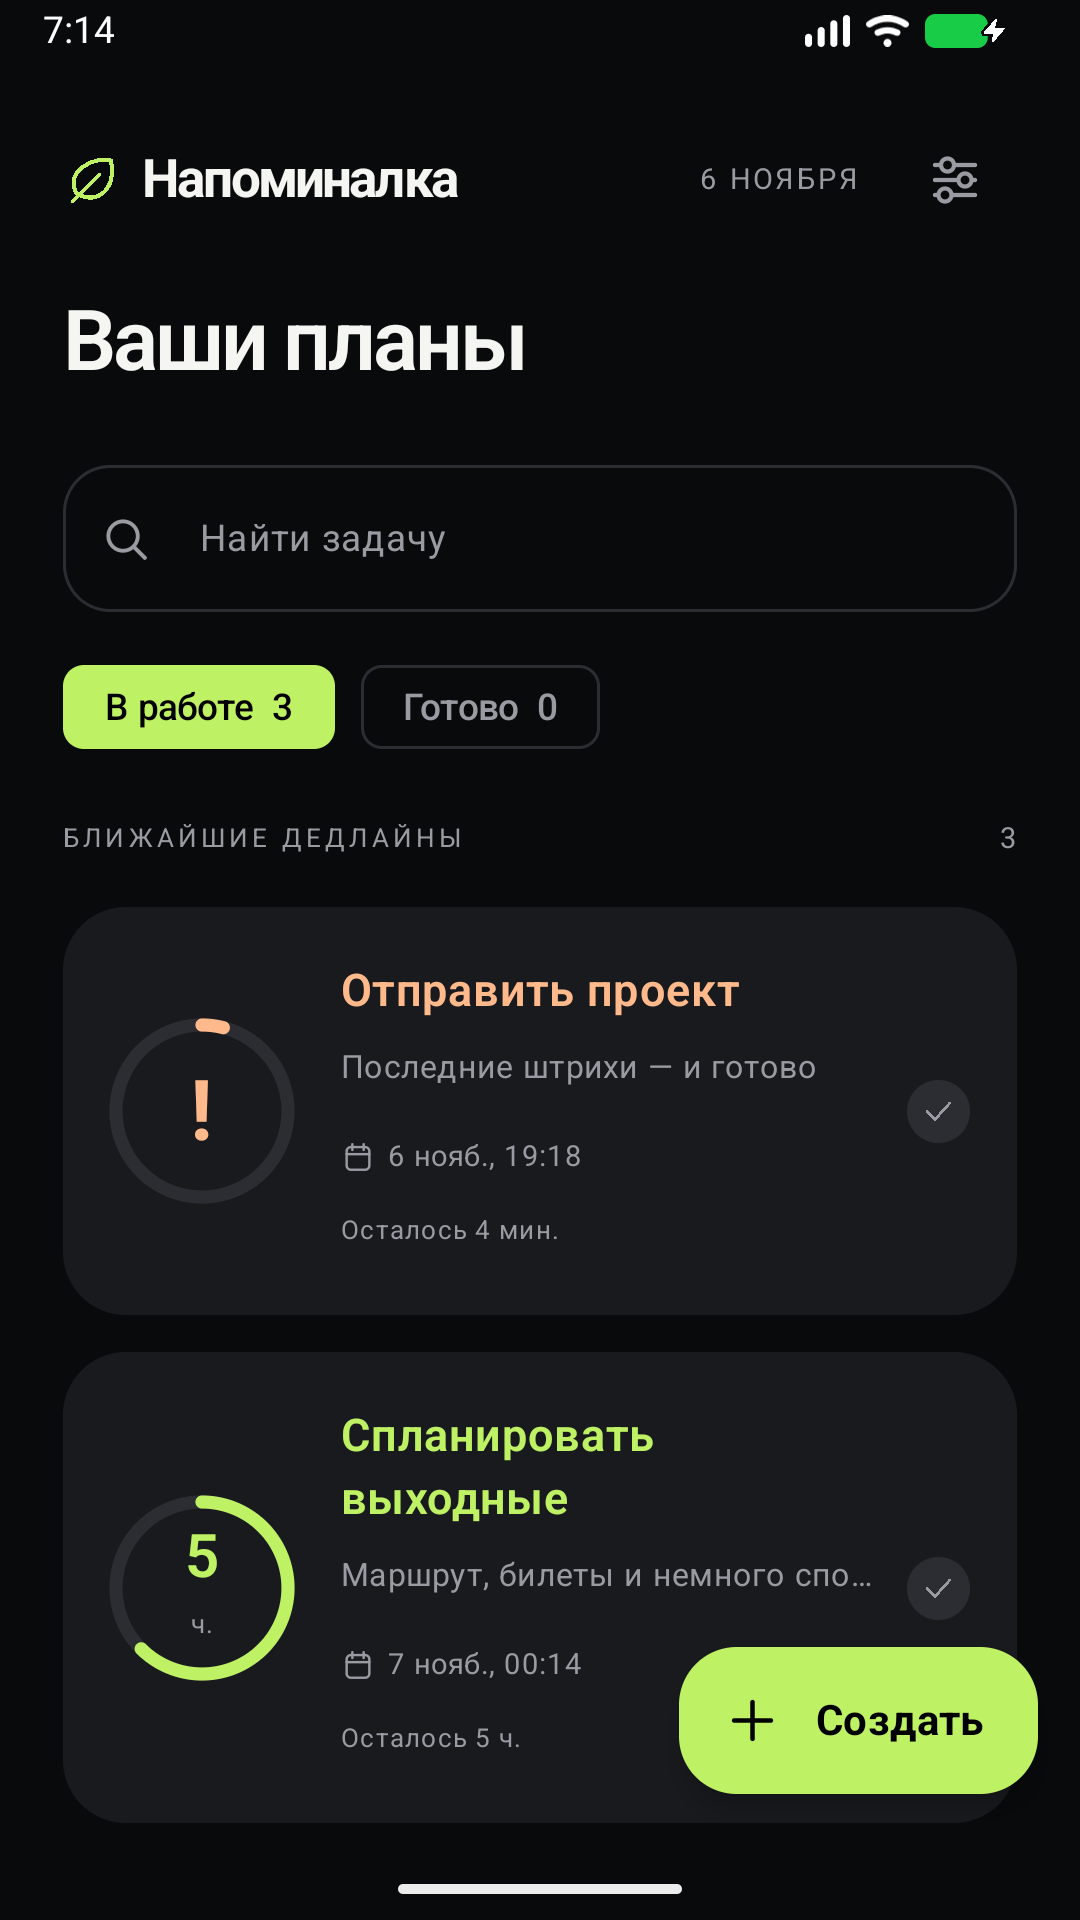 7:14
Напоминалка
6 НОЯБРЯ
Ваши планы
Найти задачу
В работе 3
Готово 0
БЛИЖАЙШИЕ ДЕДЛАЙНЫ
3
Отправить проект
Последние штрихи — и готово
!
6 нояб., 19:18
Осталось 4 мин.
Спланировать
выходные
5
ч.
Маршрут, билеты и немного спо…
7 нояб., 00:14
Осталось 5 ч.
Создать